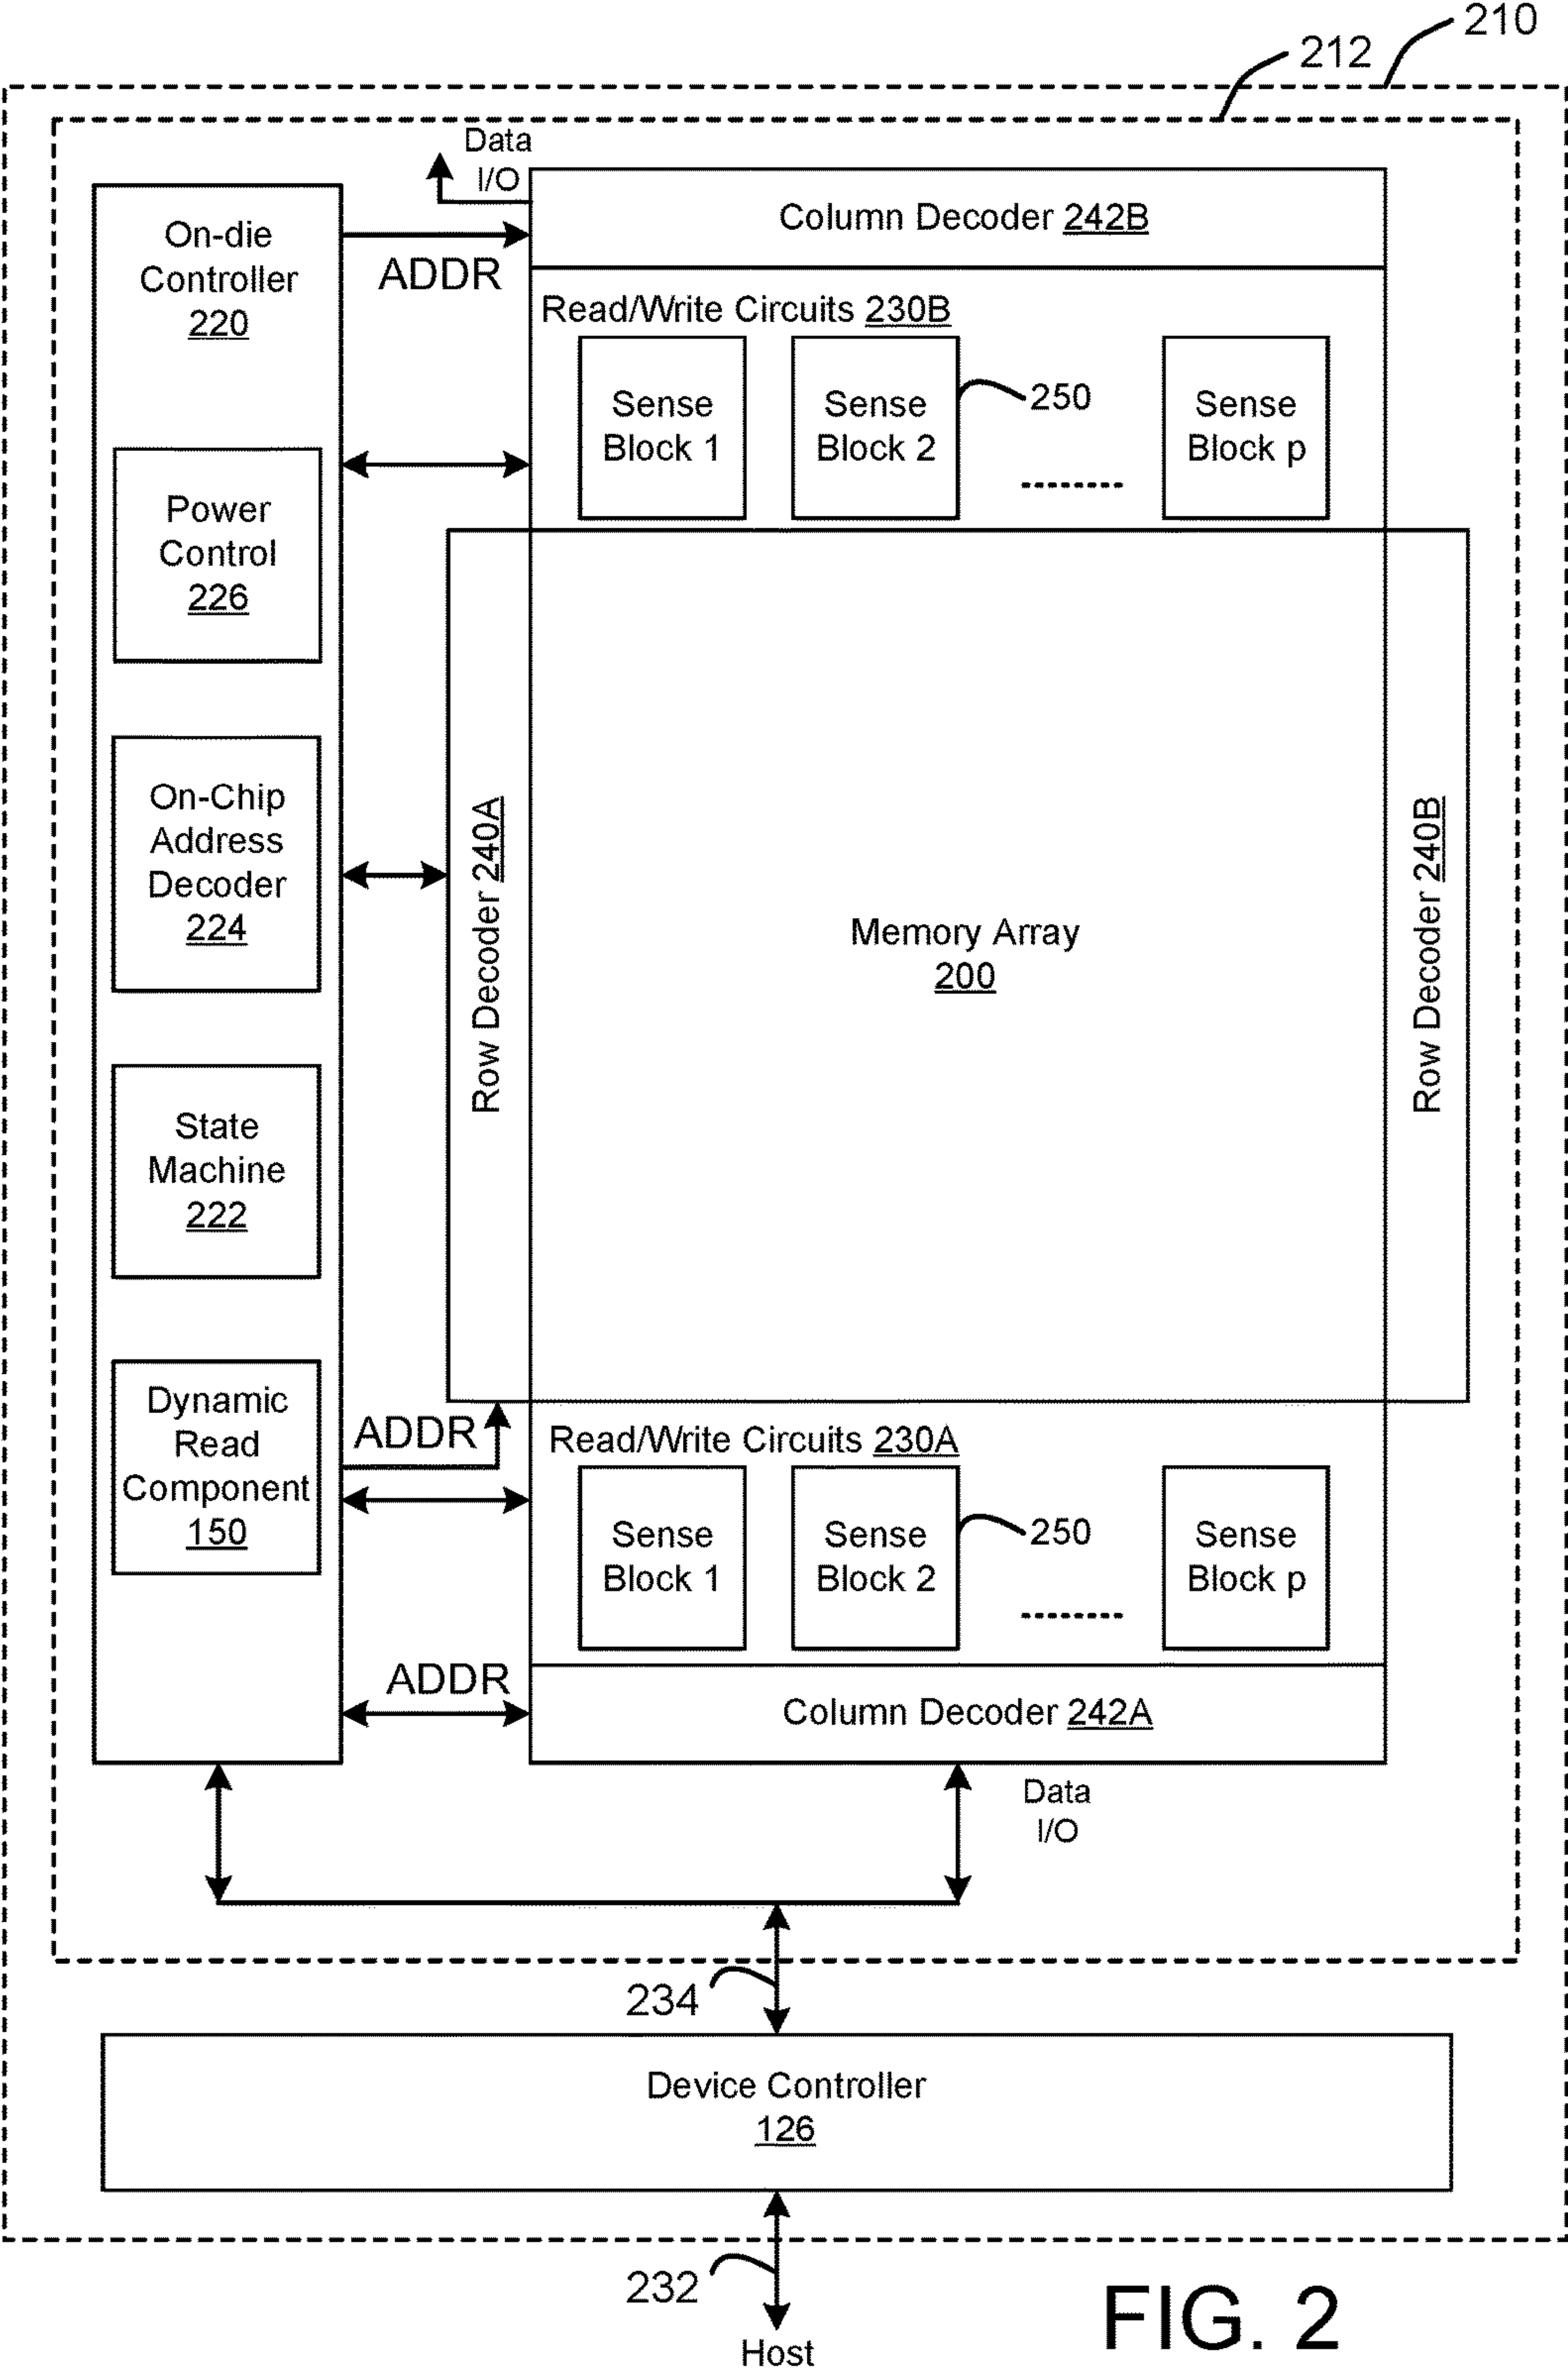 210
212
Data
I/O
Column Decoder 242B
On-die
Controller
220
ADDR
Read/Write Circuits 230B
Sense
Block 1
Sense
Block 2
250
Sense
Block p
Power
Control
226
On-Chip
Address
Decoder
224
Row Decoder 240A
Memory Array
200
Row Decoder 240B
State
Machine
222
Dynamic
Read
Component
150
ADDR
Read/Write Circuits 230A
Sense
Block 1
Sense
Block 2
250
Sense
Block p
ADDR
Column Decoder 242A
Data
I/O
234
Device Controller
126
232
Host
FIG. 2